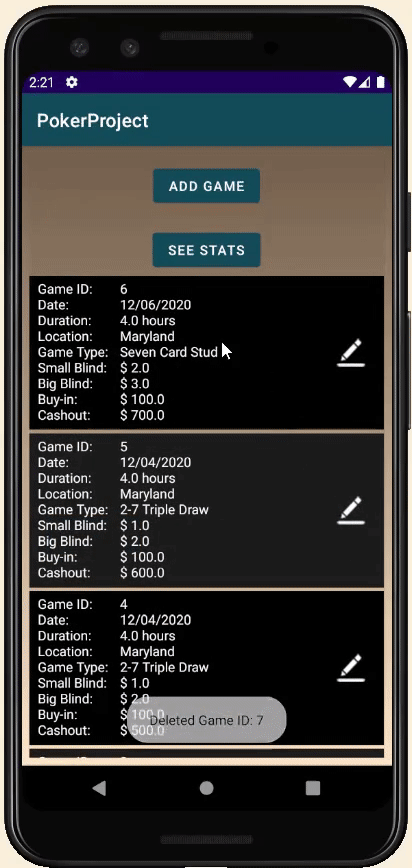 2:21
PokerProject
ADD GAME
SEE STATS
Game ID: 6
Date: 12/06/2020
Duration: 4.0 hours
Location: Maryland
Game Type: Seven Card Stud
Small Blind: $ 2.0
Big Blind: $ 3.0
Buy-in: $ 100.0
Cashout: $ 700.0
Game ID: 5
Date: 12/04/2020
Duration: 4.0 hours
Location: Maryland
Game Type: 2-7 Triple Draw
Small Blind: $ 1.0
Big Blind: $ 2.0
Buy-in: $ 100.0
Cashout: $ 600.0
Game ID: 4
Date: 12/04/2020
Duration: 4.0 hours
Location: Maryland
Game Type: 2-7 Triple Draw
Small Blind: $ 1.0
Big Blind: $ 2.0
Buy-in: $ 100.0
Deleted Game ID: 7
Cashout: $ 500.0